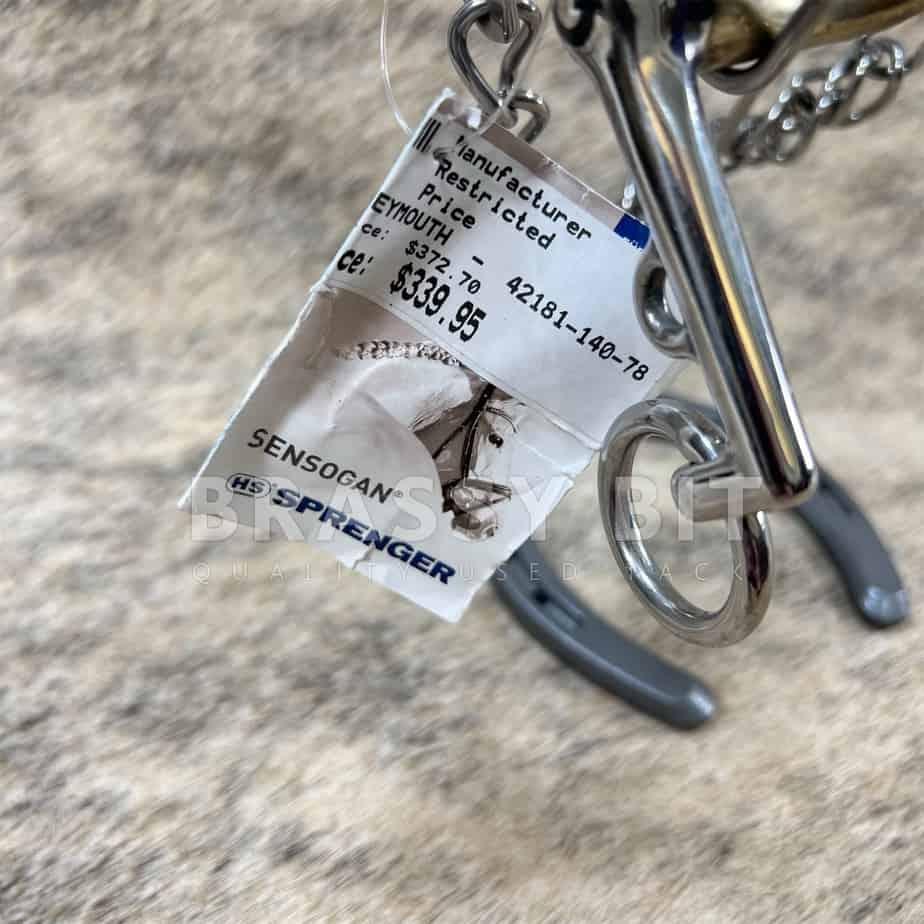 Manufacturer
Restricted
Price
EYMOUTH - 42181-140-78
ce: $372.70
ce: $339.95
SENSOGAN®
HS® SPRENGER
BRASSY BIT
QUALITY USED TACK